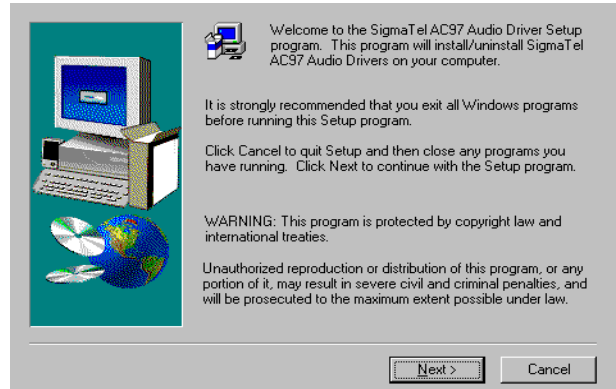 Welcome to the SigmaTel AC97 Audio Driver Setup
program. This program will install/uninstall SigmaTel
AC97 Audio Drivers on your computer.
It is strongly recommended that you exit all Windows programs
before running this Setup program.
Click Cancel to quit Setup and then close any programs you
have running. Click Next to continue with the Setup program.
WARNING: This program is protected by copyright law and
international treaties.
Unauthorized reproduction or distribution of this program, or any
portion of it, may result in severe civil and criminal penalties, and
will be prosecuted to the maximum extent possible under law.
Next >
Cancel